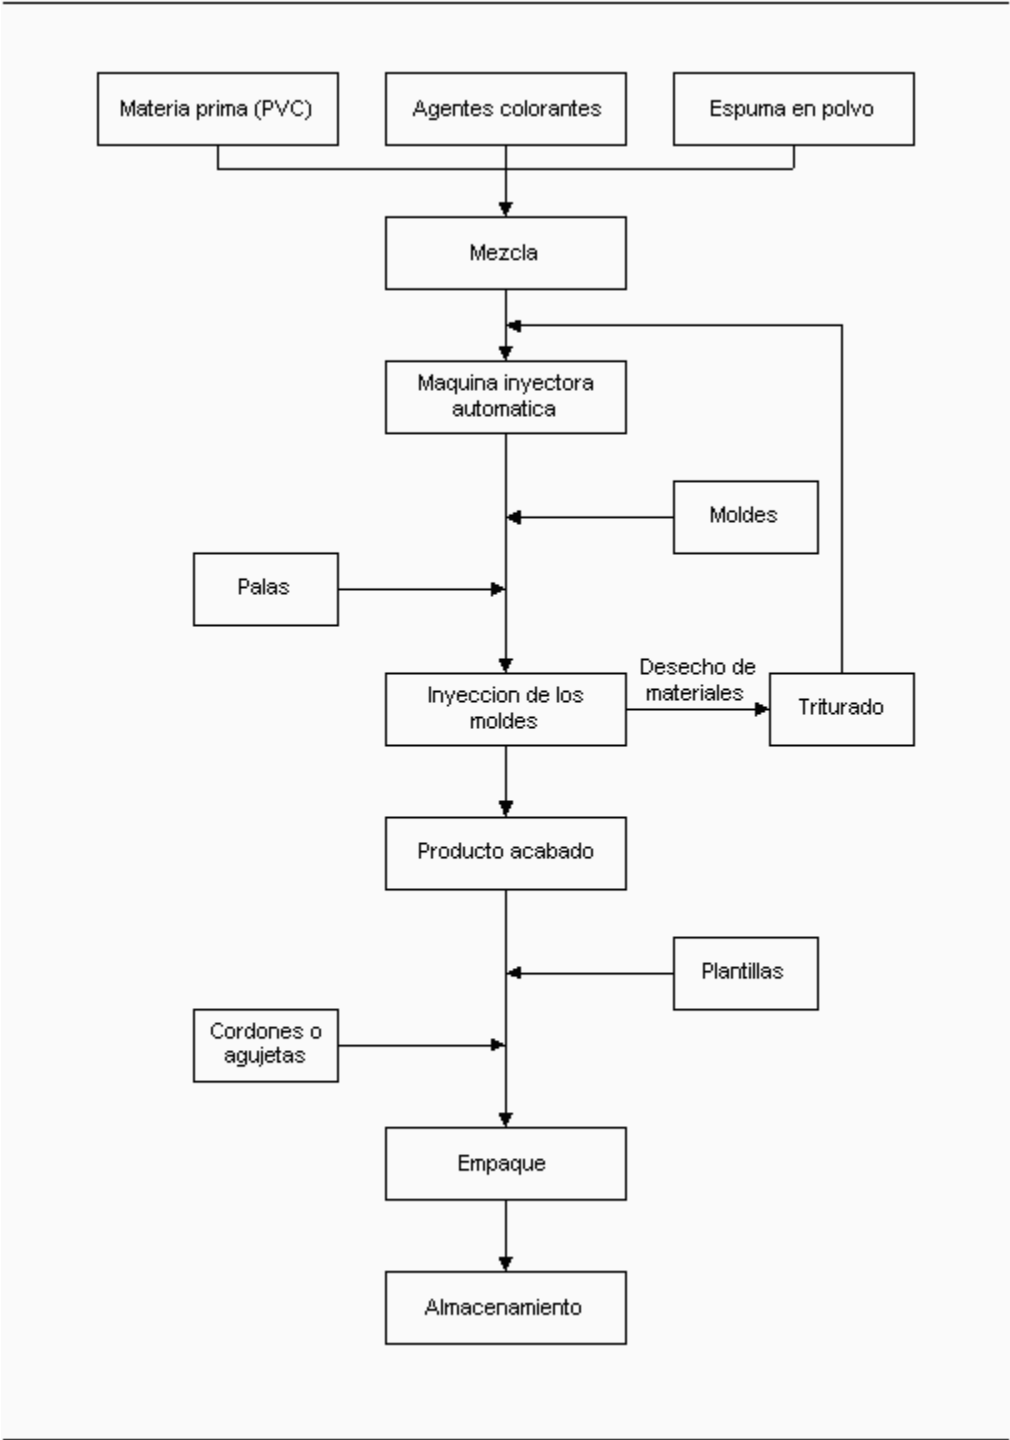 Materia prima (PVC)
Agentes colorantes
Espuma en polvo
Mezcla
Maquina inyectora
automatica
Moldes
Palas
Inyeccion de los
moldes
Desecho de
materiales
Triturado
Producto acabado
Plantillas
Cordones o
agujetas
Empaque
Almacenamiento